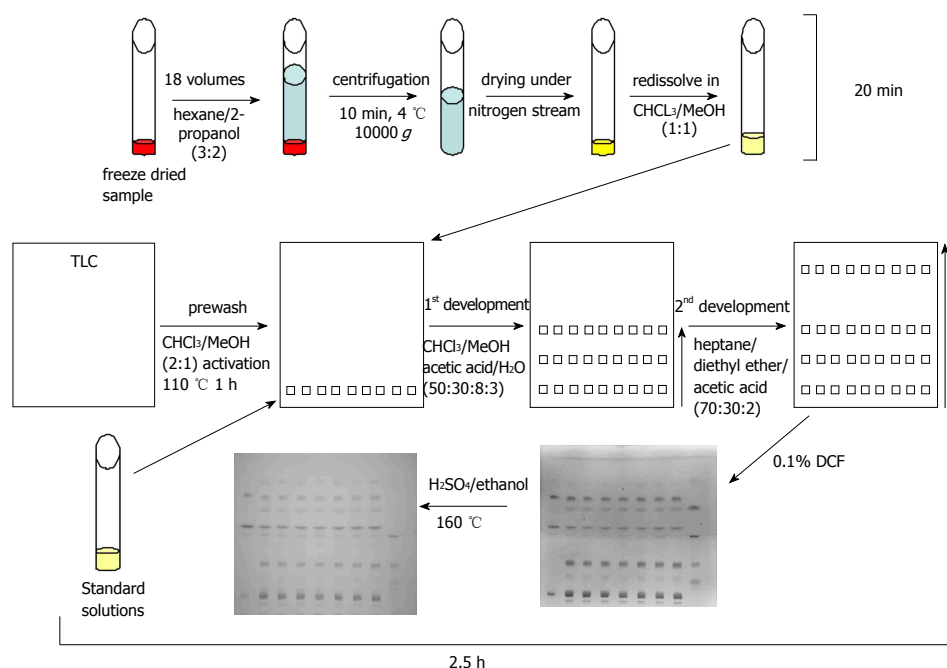 18 volumes
hexane/2-
propanol
(3:2)
centrifugation
10 min, 4 ℃
10000 g
drying under
nitrogen stream
redissolve in
CHCL₃/MeOH
(1:1)
20 min
freeze dried
sample
TLC
prewash
CHCl₃/MeOH
(2:1) activation
110 ℃ 1 h
1st development
CHCl₃/MeOH
acetic acid/H₂O
(50:30:8:3)
2nd development
heptane/
diethyl ether/
acetic acid
(70:30:2)
0.1% DCF
H₂SO₄/ethanol
160 ℃
Standard
solutions
2.5 h